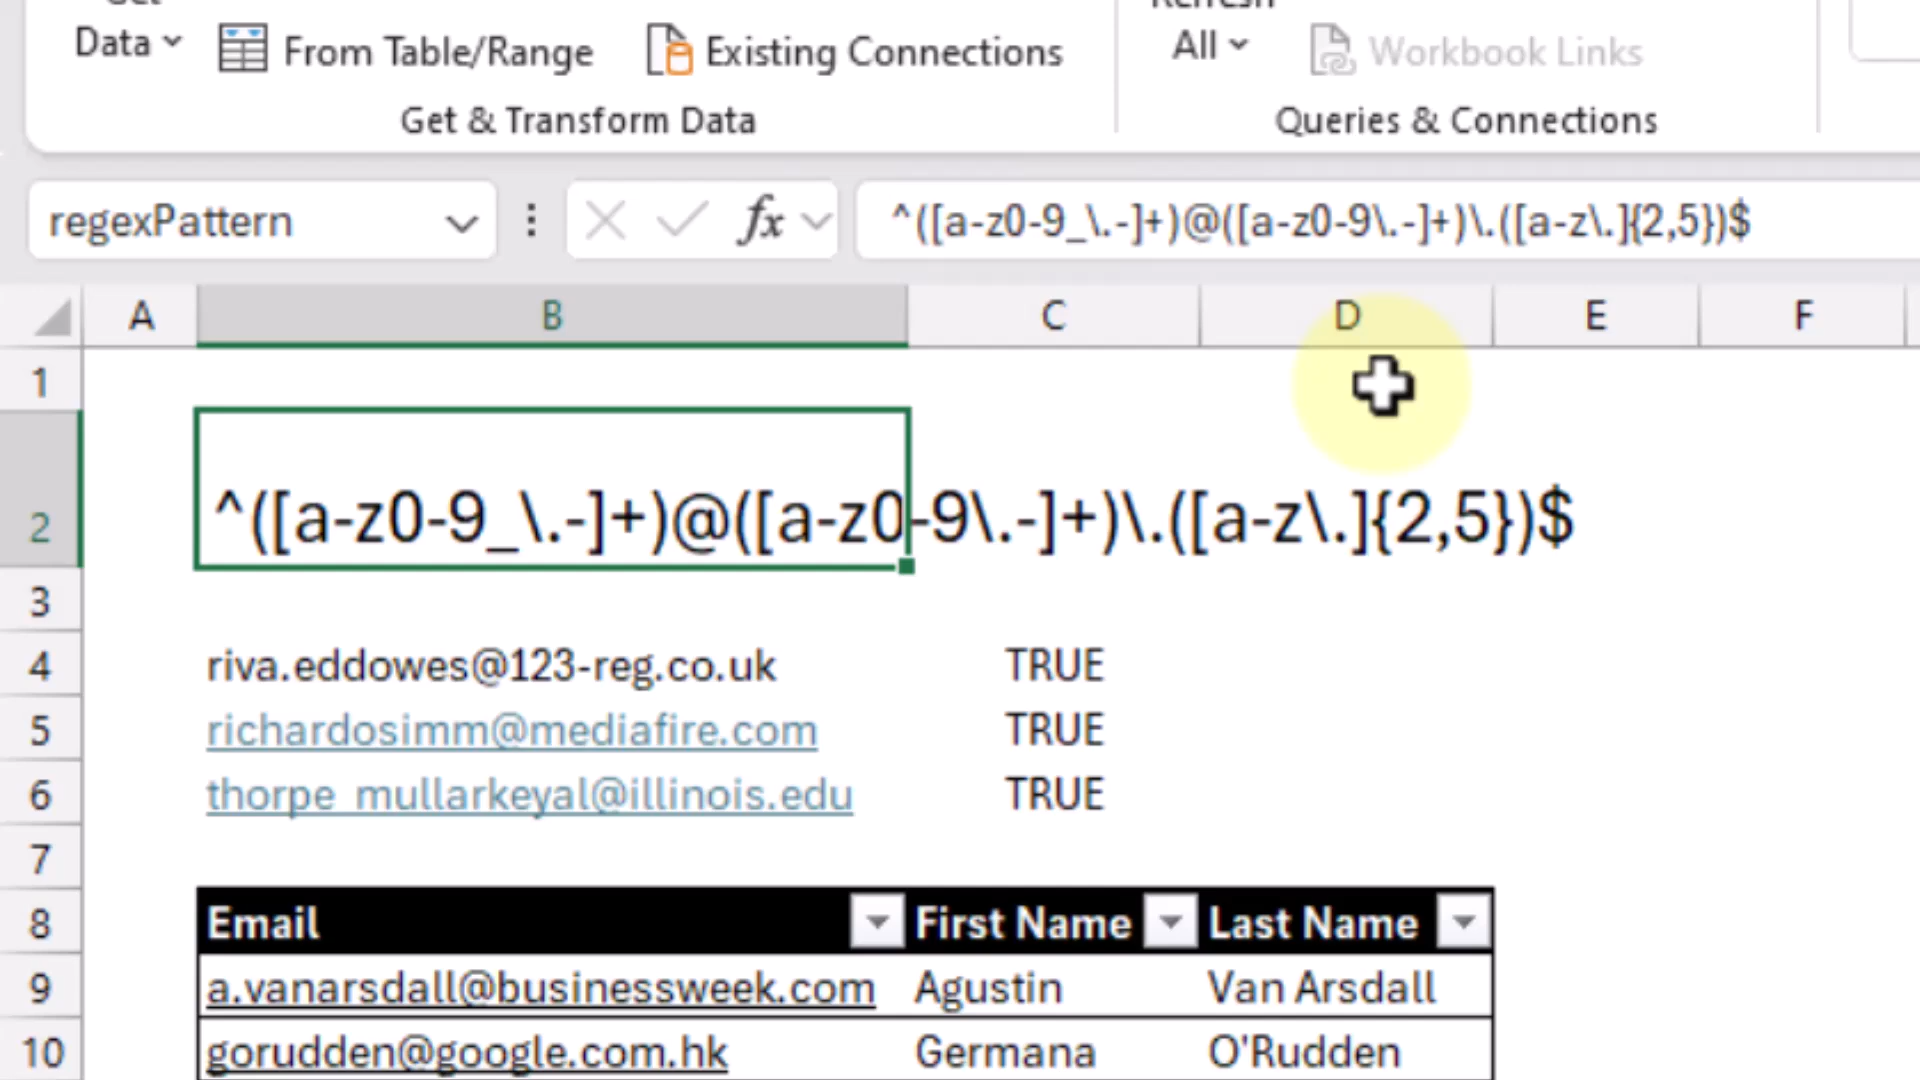 Data
From Table/Range
Existing Connections
All
Workbook Links
Get & Transform Data
Queries & Connections
regexPattern
fx
^([a-z0-9_\.-]+)@([a-z0-9\.-]+)\.([a-z\.]{2,5})$
A B C D E F
1
2 ^([a-z0-9_\.-]+)@([a-z0-9\.-]+)\.([a-z\.]{2,5})$
3
4 riva.eddowes@123-reg.co.uk TRUE
5 richardosimm@mediafire.com TRUE
6 thorpe_mullarkeyal@illinois.edu TRUE
7
8 Email First Name Last Name
9 a.vanarsdall@businessweek.com Agustin Van Arsdall
10 gorudden@google.com.hk Germana O'Rudden